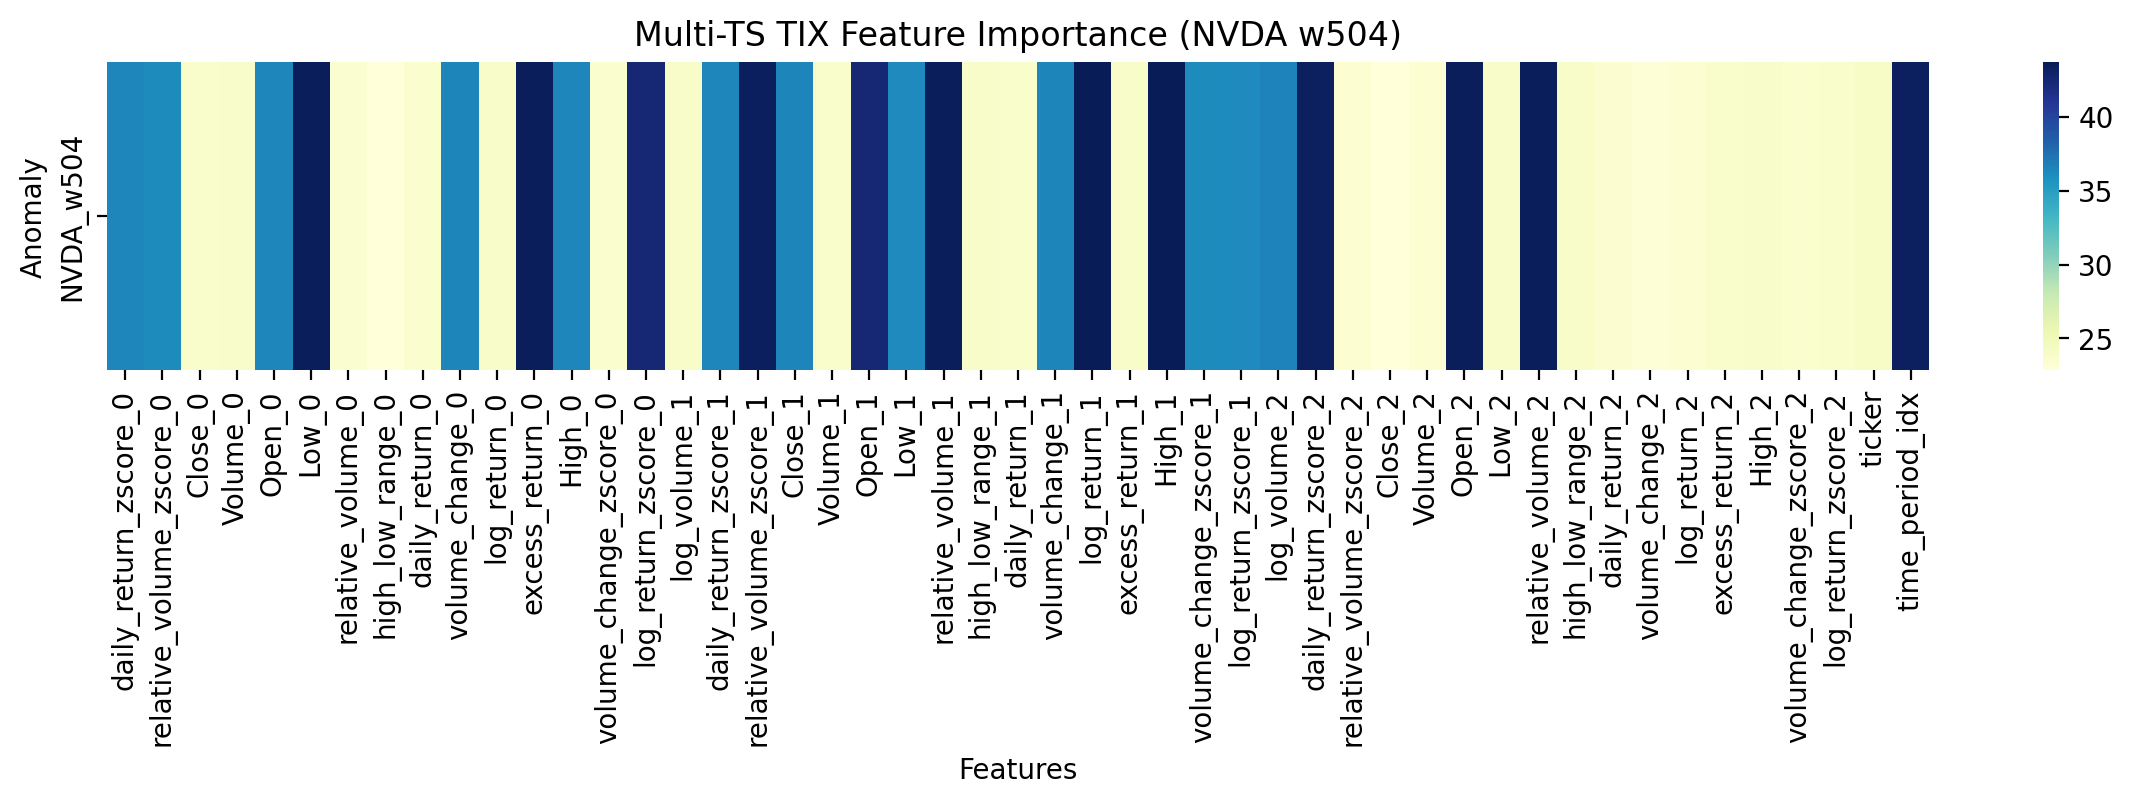 Multi-TS TIX Feature Importance (NVDA w504)
Anomaly
NVDA_w504
40
35
30
25
daily_return_zscore_0
relative_volume_zscore_0
Close_0
Volume_0
Open_0
Low_0
relative_volume_0
high_low_range_0
daily_return_0
volume_change_0
log_return_0
excess_return_0
High_0
volume_change_zscore_0
log_return_zscore_0
log_volume_1
daily_return_zscore_1
relative_volume_zscore_1
Close_1
Volume_1
Open_1
Low_1
relative_volume_1
high_low_range_1
daily_return_1
volume_change_1
log_return_1
excess_return_1
High_1
volume_change_zscore_1
log_return_zscore_1
log_volume_2
daily_return_zscore_2
relative_volume_zscore_2
Close_2
Volume_2
Open_2
Low_2
relative_volume_2
high_low_range_2
daily_return_2
volume_change_2
log_return_2
excess_return_2
High_2
volume_change_zscore_2
log_return_zscore_2
ticker
time_period_idx
Features